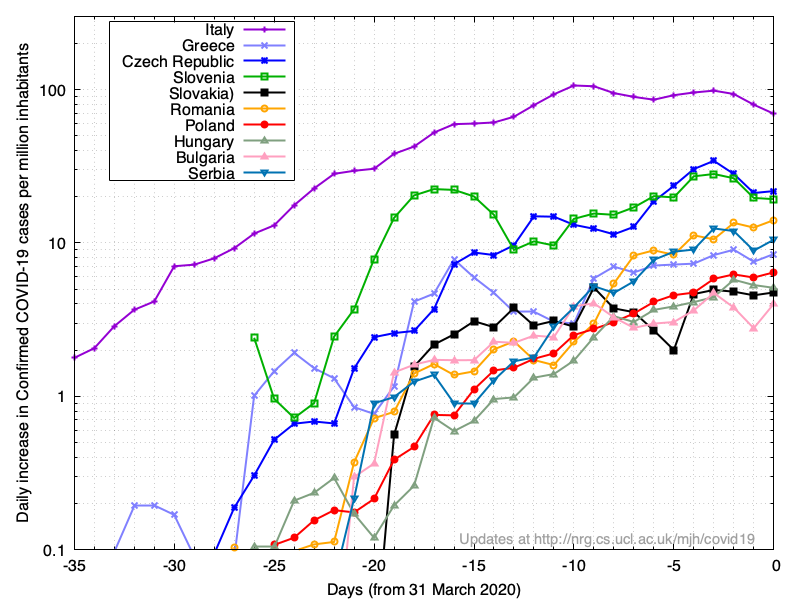 Italy
Greece
Czech Republic
Slovenia
Slovakia)
Romania
Poland
Hungary
Bulgaria
Serbia
100
10
1
0.1
Daily increase in Confirmed COVID-19 cases per million inhabitants
Updates at http://nrg.cs.ucl.ac.uk/mjh/covid19
-35 -30 -25 -20 -15 -10 -5 0
Days (from 31 March 2020)